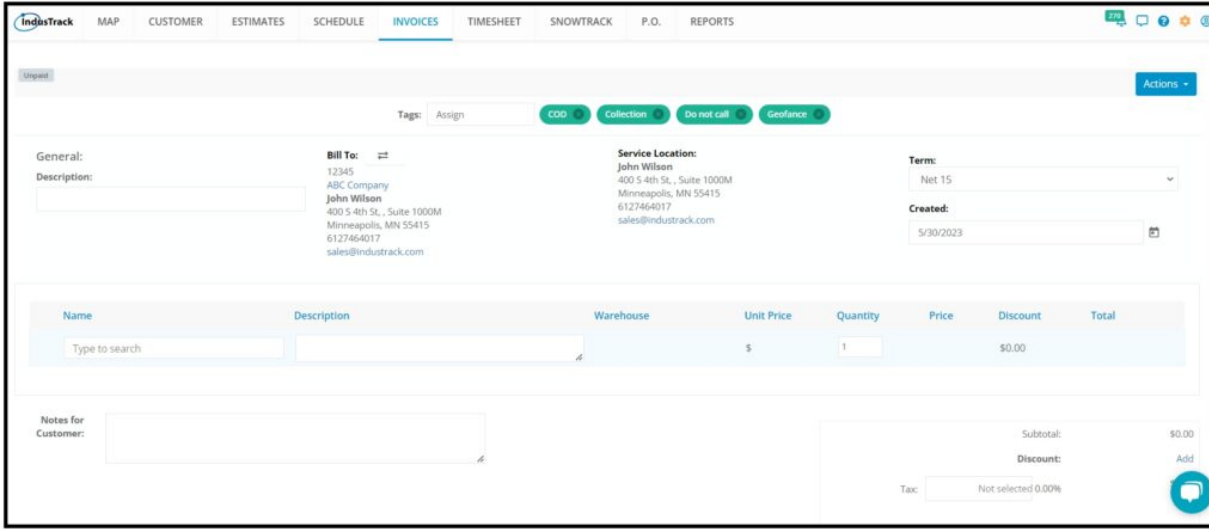 IndusTrack MAP CUSTOMER ESTIMATES SCHEDULE INVOICES TIMESHEET SNOWTRACK P.O. REPORTS 270
Unpaid
Actions
Tags: Assign COD Collection Do not call Geofance
General:
Description:
Bill To:
12345
ABC Company
John Wilson
400 S 4th St, , Suite 1000M
Minneapolis, MN 55415
6127464017
sales@industrack.com
Service Location:
John Wilson
400 S 4th St, , Suite 1000M
Minneapolis, MN 55415
6127464017
sales@industrack.com
Term:
Net 15
Created:
5/30/2023
Name Description Warehouse Unit Price Quantity Price Discount Total
Type to search $ 1 $0.00
Notes for
Customer:
Subtotal: $0.00
Discount: Add
Tax: Not selected 0.00%